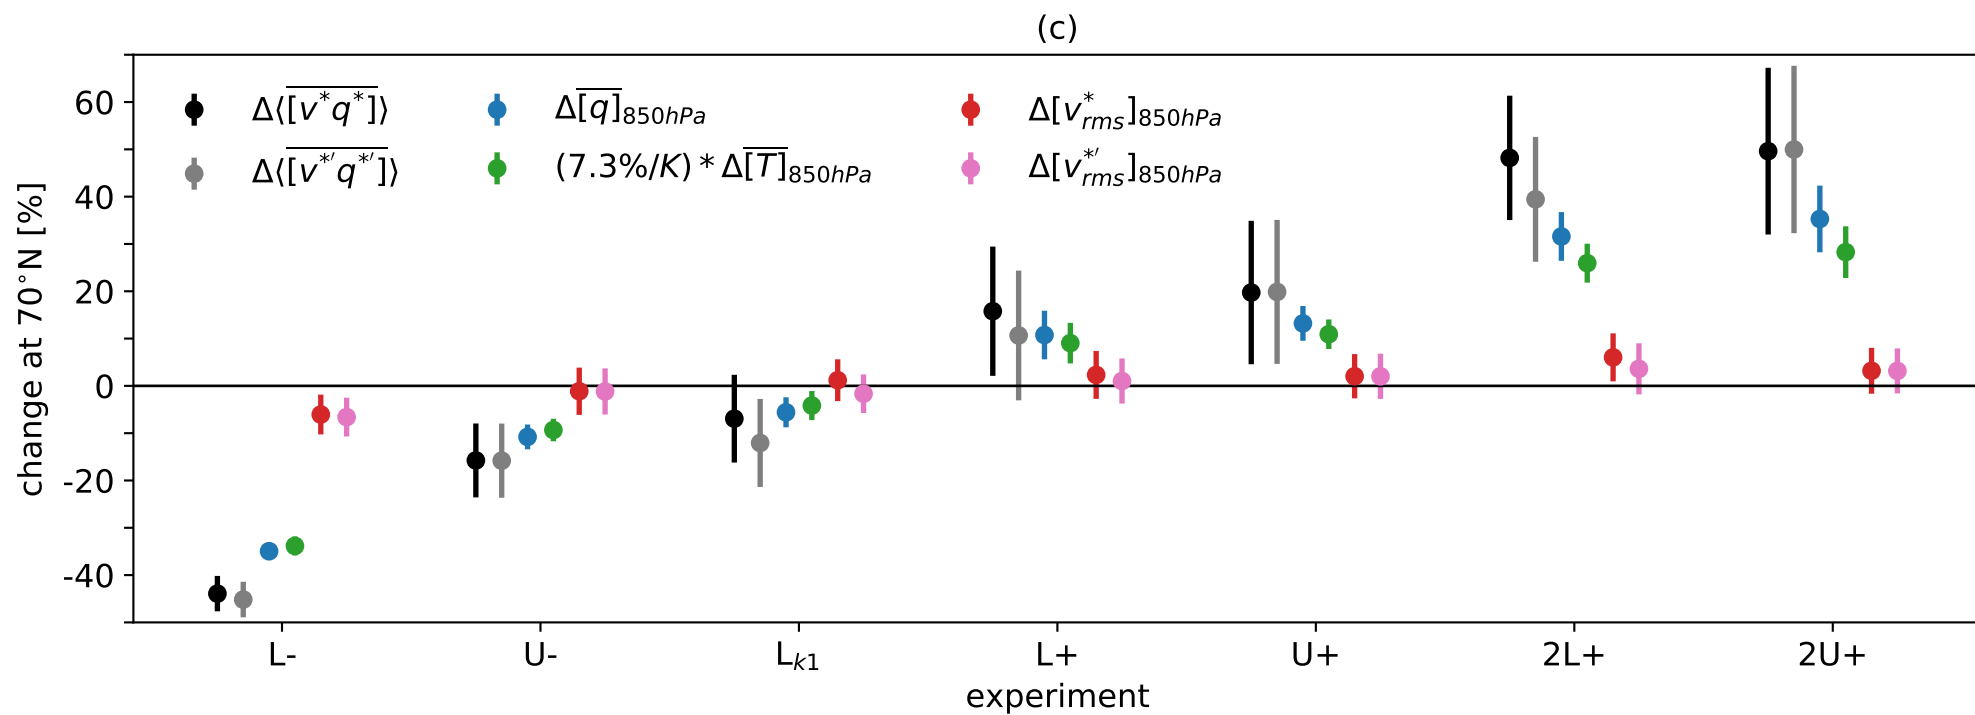 (c)
change at 70°N [%]
60
40
20
0
-20
-40
Δ⟨[v*q*]⟩
Δ⟨[v*′q*′]⟩
Δ[q]850hPa
(7.3%/K) * Δ[T]850hPa
Δ[v*rms]850hPa
Δ[v*′rms]850hPa
L- U- Lk1 L+ U+ 2L+ 2U+
experiment